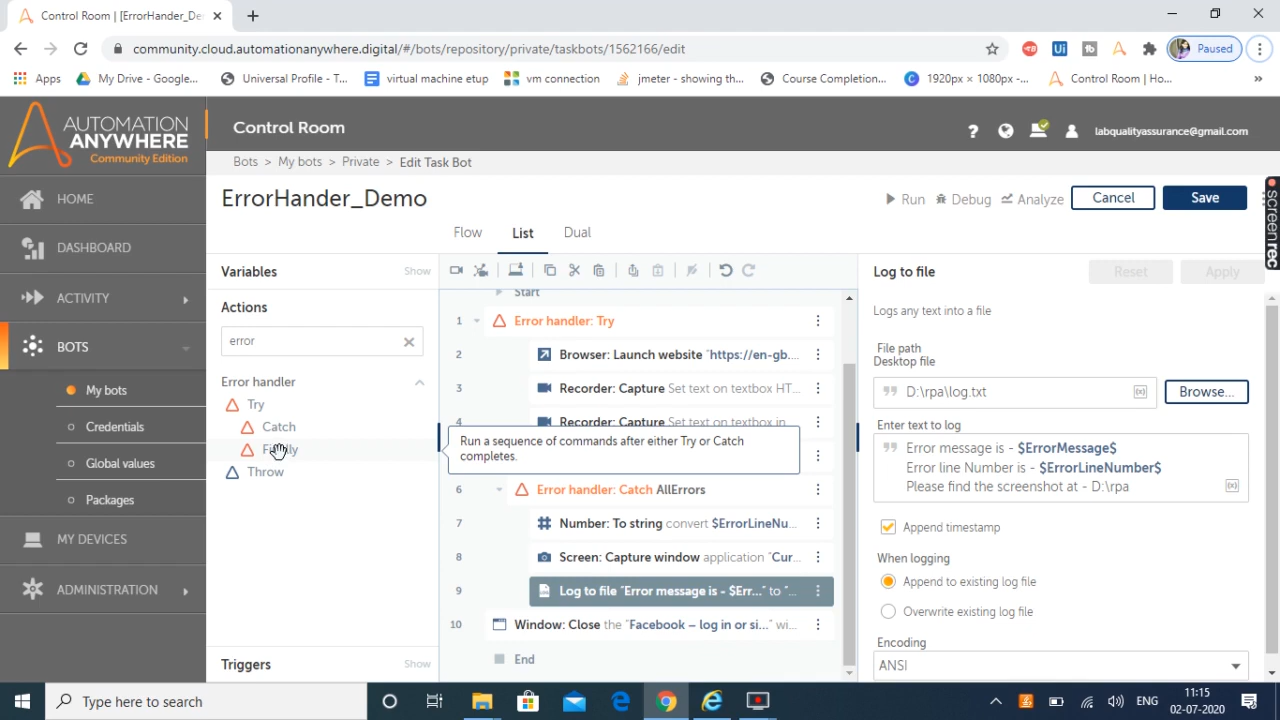 Control Room | [ErrorHander_De
community.cloud.automationanywhere.digital/#/bots/repository/private/taskbots/1562166/edit
Paused
Apps
My Drive - Google...
Universal Profile - T...
virtual machine etup
vm connection
jmeter - showing th...
Course Completion...
1920px × 1080px –...
Control Room | Ho...
»
AUTOMATION
ANYWHERE
Community Edition
Control Room
labqualityassurance@gmail.com
Bots > My bots > Private > Edit Task Bot
HOME
DASHBOARD
ACTIVITY
BOTS
My bots
Credentials
Global values
Packages
MY DEVICES
ADMINISTRATION
ErrorHander_Demo
Run
Debug
Analyze
Cancel
Save
screenrec
Flow
List
Dual
Variables
Show
Actions
error
Error handler
Try
Catch
Throw
Triggers
Show
Start
1 Error handler: Try
2 Browser: Launch website "https://en-gb....
3 Recorder: Capture Set text on textbox HT...
4 Recorder: Capture Set text on textbox in
Run a sequence of commands after either Try or Catch
completes.
6 Error handler: Catch AllErrors
7 Number: To string convert $ErrorLineNu...
8 Screen: Capture window application "Cur...
9 Log to file "Error message is - $Err..." to "...
10 Window: Close the "Facebook – log in or si..." wi...
End
Log to file
Reset
Apply
Logs any text into a file
File path
Desktop file
D:\rpa\log.txt
Browse...
Enter text to log
Error message is - $ErrorMessage$
Error line Number is - $ErrorLineNumber$
Please find the screenshot at - D:\rpa
Append timestamp
When logging
Append to existing log file
Overwrite existing log file
Encoding
ANSI
Type here to search
ENG
11:15
02-07-2020